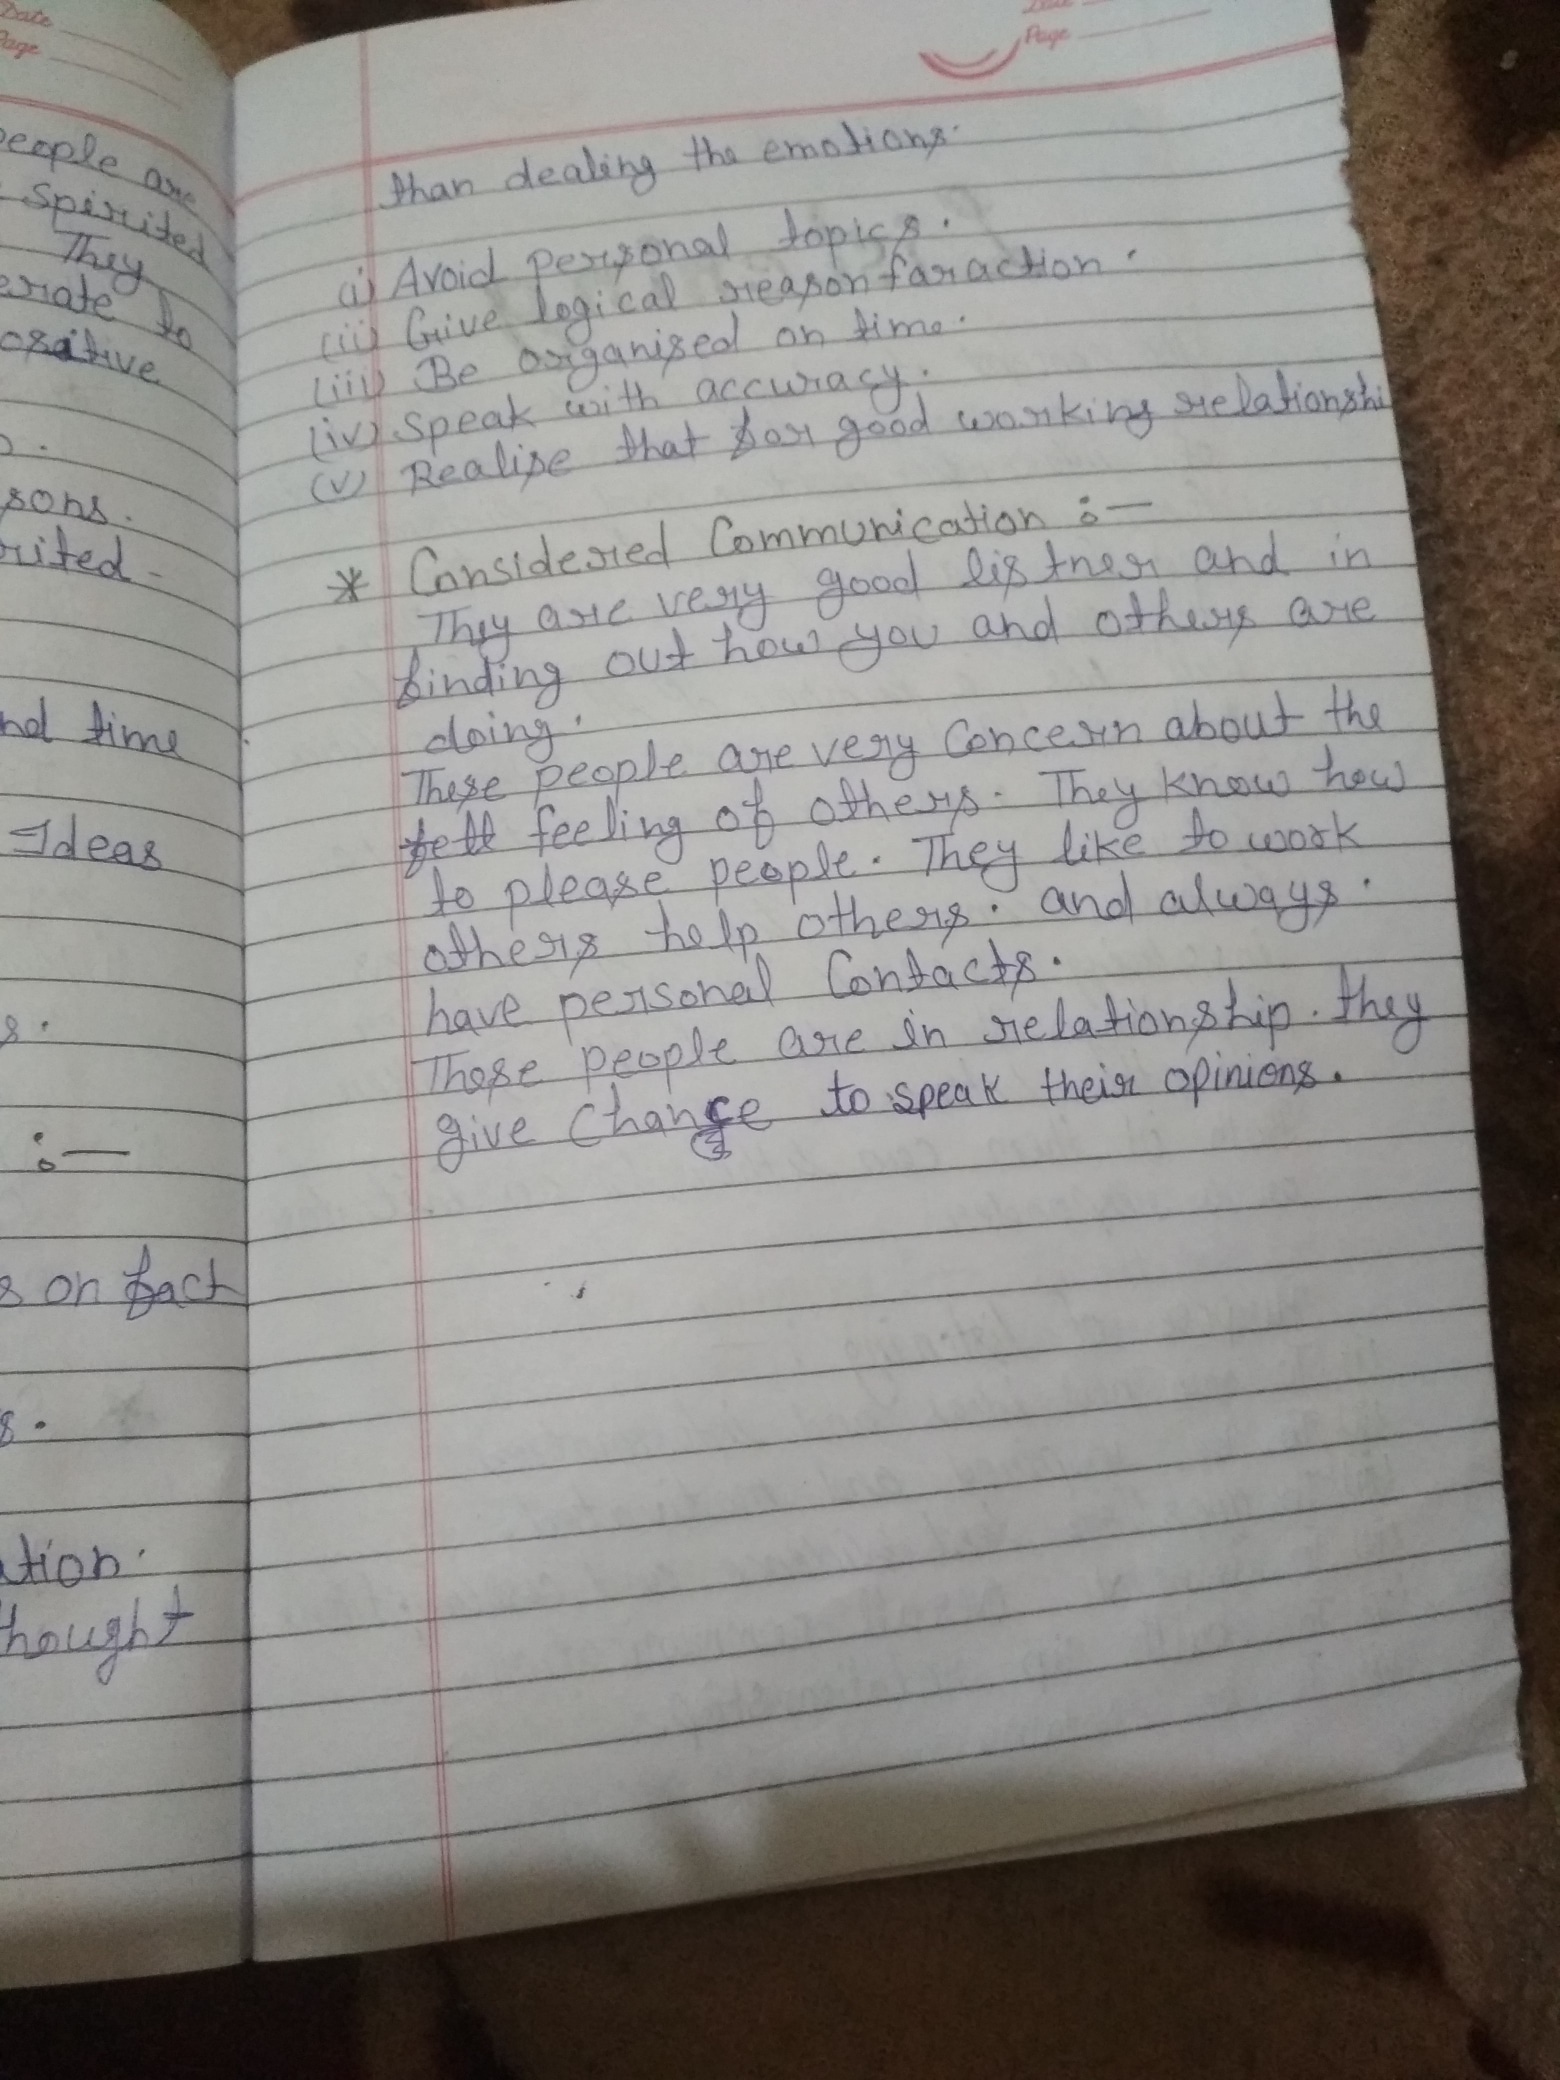 Date
Page
people are
Spirited
They
erate to
ositive
sons.
rited
nd time
Ideas
s.
:—
s on fact
s.
ation.
hought
Date
Page
than dealing the emotions.
(i) Avoid personal topics.
(ii) Give logical reason for action.
(iii) Be organised on time.
(iv) Speak with accuracy.
(v) Realise that for good working relationshi
* Considered Communication :—
They are very good listner and in
finding out how you and others are
doing.
These people are very Concern about the
feeling of others. They know how
to please people. They like to work
others help others. and always.
have personal Contacts.
These people are in relationship. they
give Chance to speak their opinions.